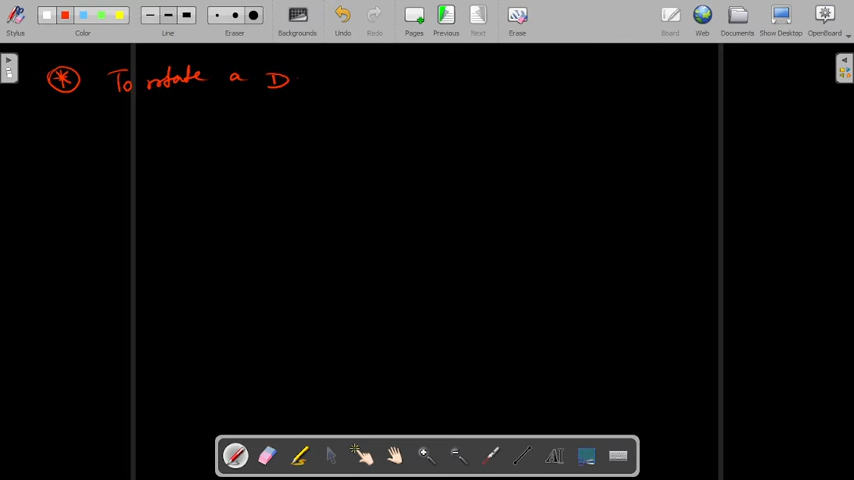 Stylus
Color
Line
Eraser
Backgrounds
Undo
Redo
Pages
Previous
Next
Erase
Board
Web
Documents
Show Desktop
OpenBoard
* To rotate a D
AI